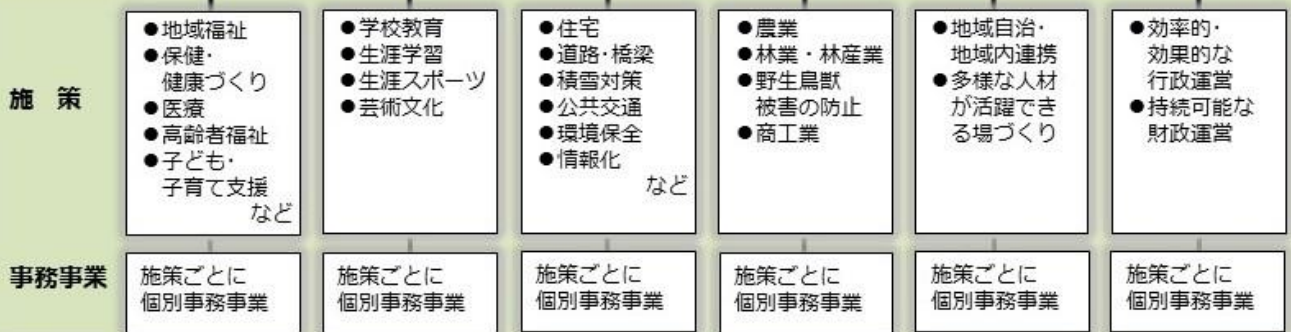 施 策
●地域福祉
●保健・
健康づくり
●医療
●高齢者福祉
●子ども・
子育て支援
など
●学校教育
●生涯学習
●生涯スポーツ
●芸術文化
●住宅
●道路・橋梁
●積雪対策
●公共交通
●環境保全
●情報化
など
●農業
●林業・林産業
●野生鳥獣
被害の防止
●商工業
●地域自治・
地域内連携
●多様な人材
が活躍でき
る場づくり
●効率的・
効果的な
行政運営
●持続可能な
財政運営
事務事業
施策ごとに
個別事務事業
施策ごとに
個別事務事業
施策ごとに
個別事務事業
施策ごとに
個別事務事業
施策ごとに
個別事務事業
施策ごとに
個別事務事業